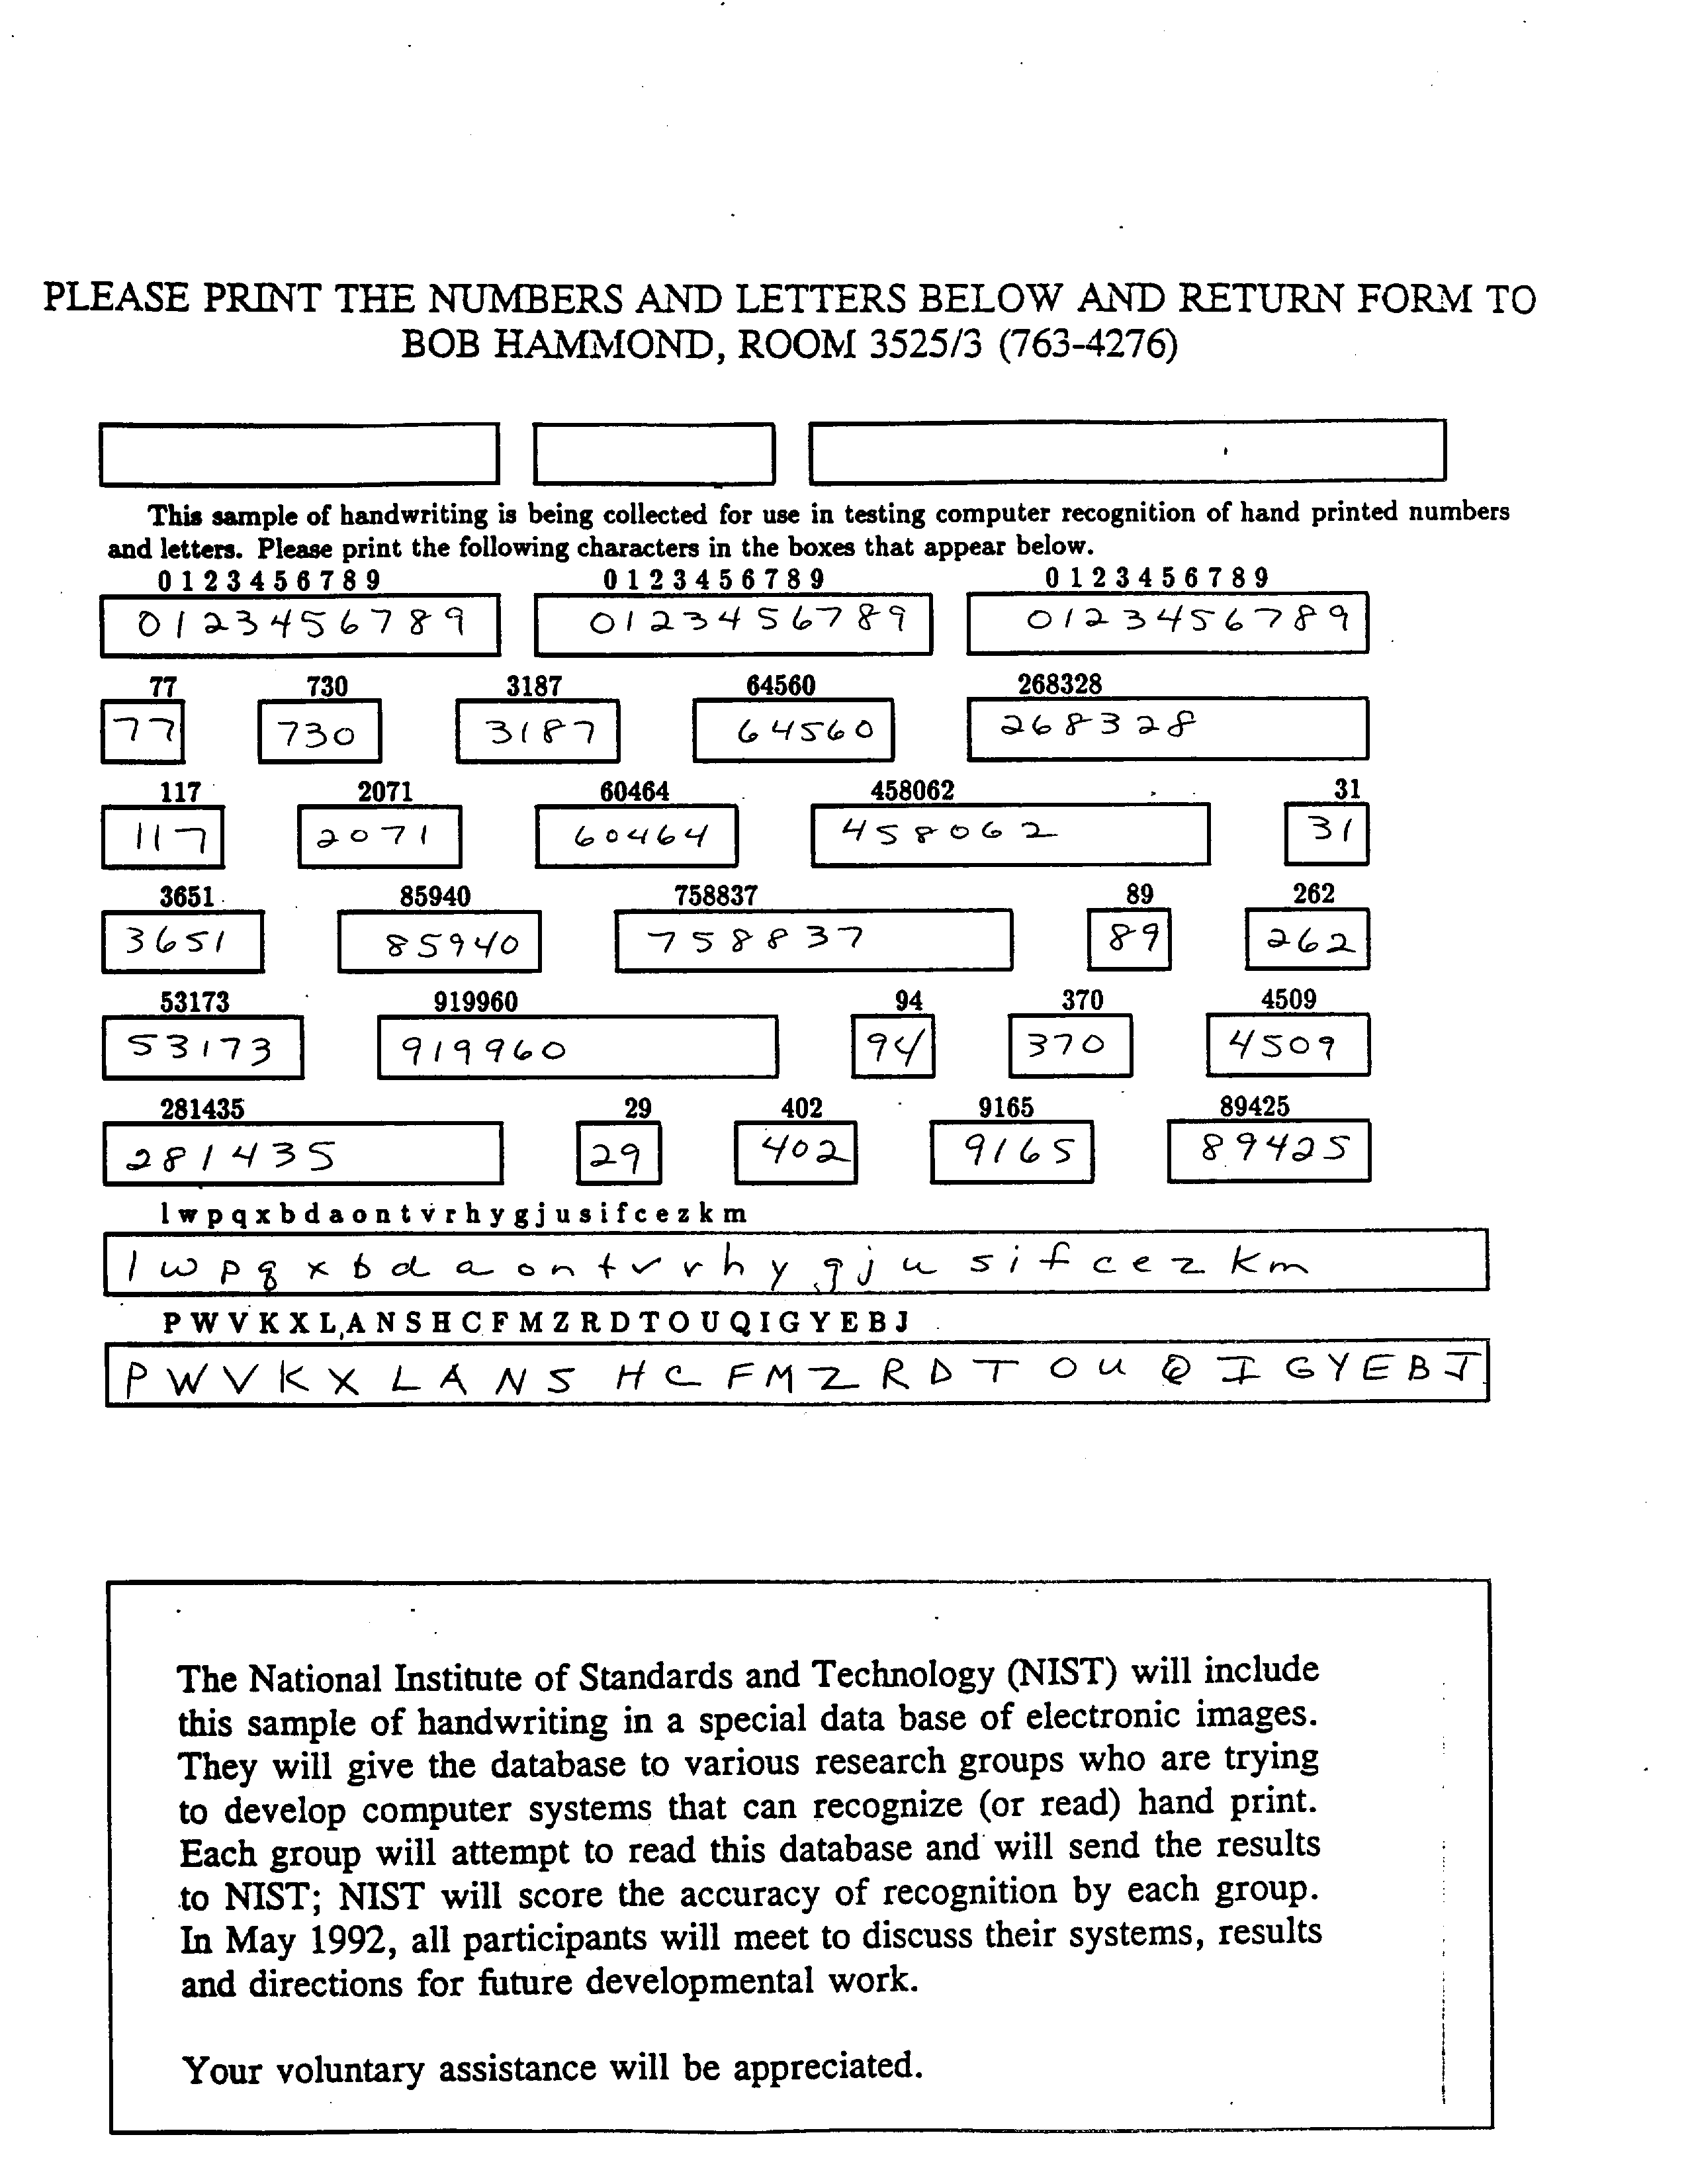 PLEASE PRINT THE NUMBERS AND LETTERS BELOW AND RETURN FORM TO
BOB HAMMOND, ROOM 3525/3 (763-4276)
This sample of handwriting is being collected for use in testing computer recognition of hand printed numbers
and letters. Please print the following characters in the boxes that appear below.
0 1 2 3 4 5 6 7 8 9 0 1 2 3 4 5 6 7 8 9 0 1 2 3 4 5 6 7 8 9
0123456789 0123456789 0123456789
77 730 3187 64560 268328
77 730 3187 64560 268328
117 2071 60464 458062 31
117 2071 60464 458062 31
3651 85940 758837 89 262
3651 85940 758837 89 262
53173 919960 94 370 4509
53173 919960 94 370 4509
281435 29 402 9165 89425
281435 29 402 9165 89425
l w p q x b d a o n t v r h y g j u s i f c e z k m
l w p q x b d a o n t v r h y g j u s i f c e z k m
P W V K X L A N S H C F M Z R D T O U Q I G Y E B J
P W V K X L A N S H C F M Z R D T O U Q I G Y E B J
The National Institute of Standards and Technology (NIST) will include
this sample of handwriting in a special data base of electronic images.
They will give the database to various research groups who are trying
to develop computer systems that can recognize (or read) hand print.
Each group will attempt to read this database and will send the results
to NIST; NIST will score the accuracy of recognition by each group.
In May 1992, all participants will meet to discuss their systems, results
and directions for future developmental work.
Your voluntary assistance will be appreciated.